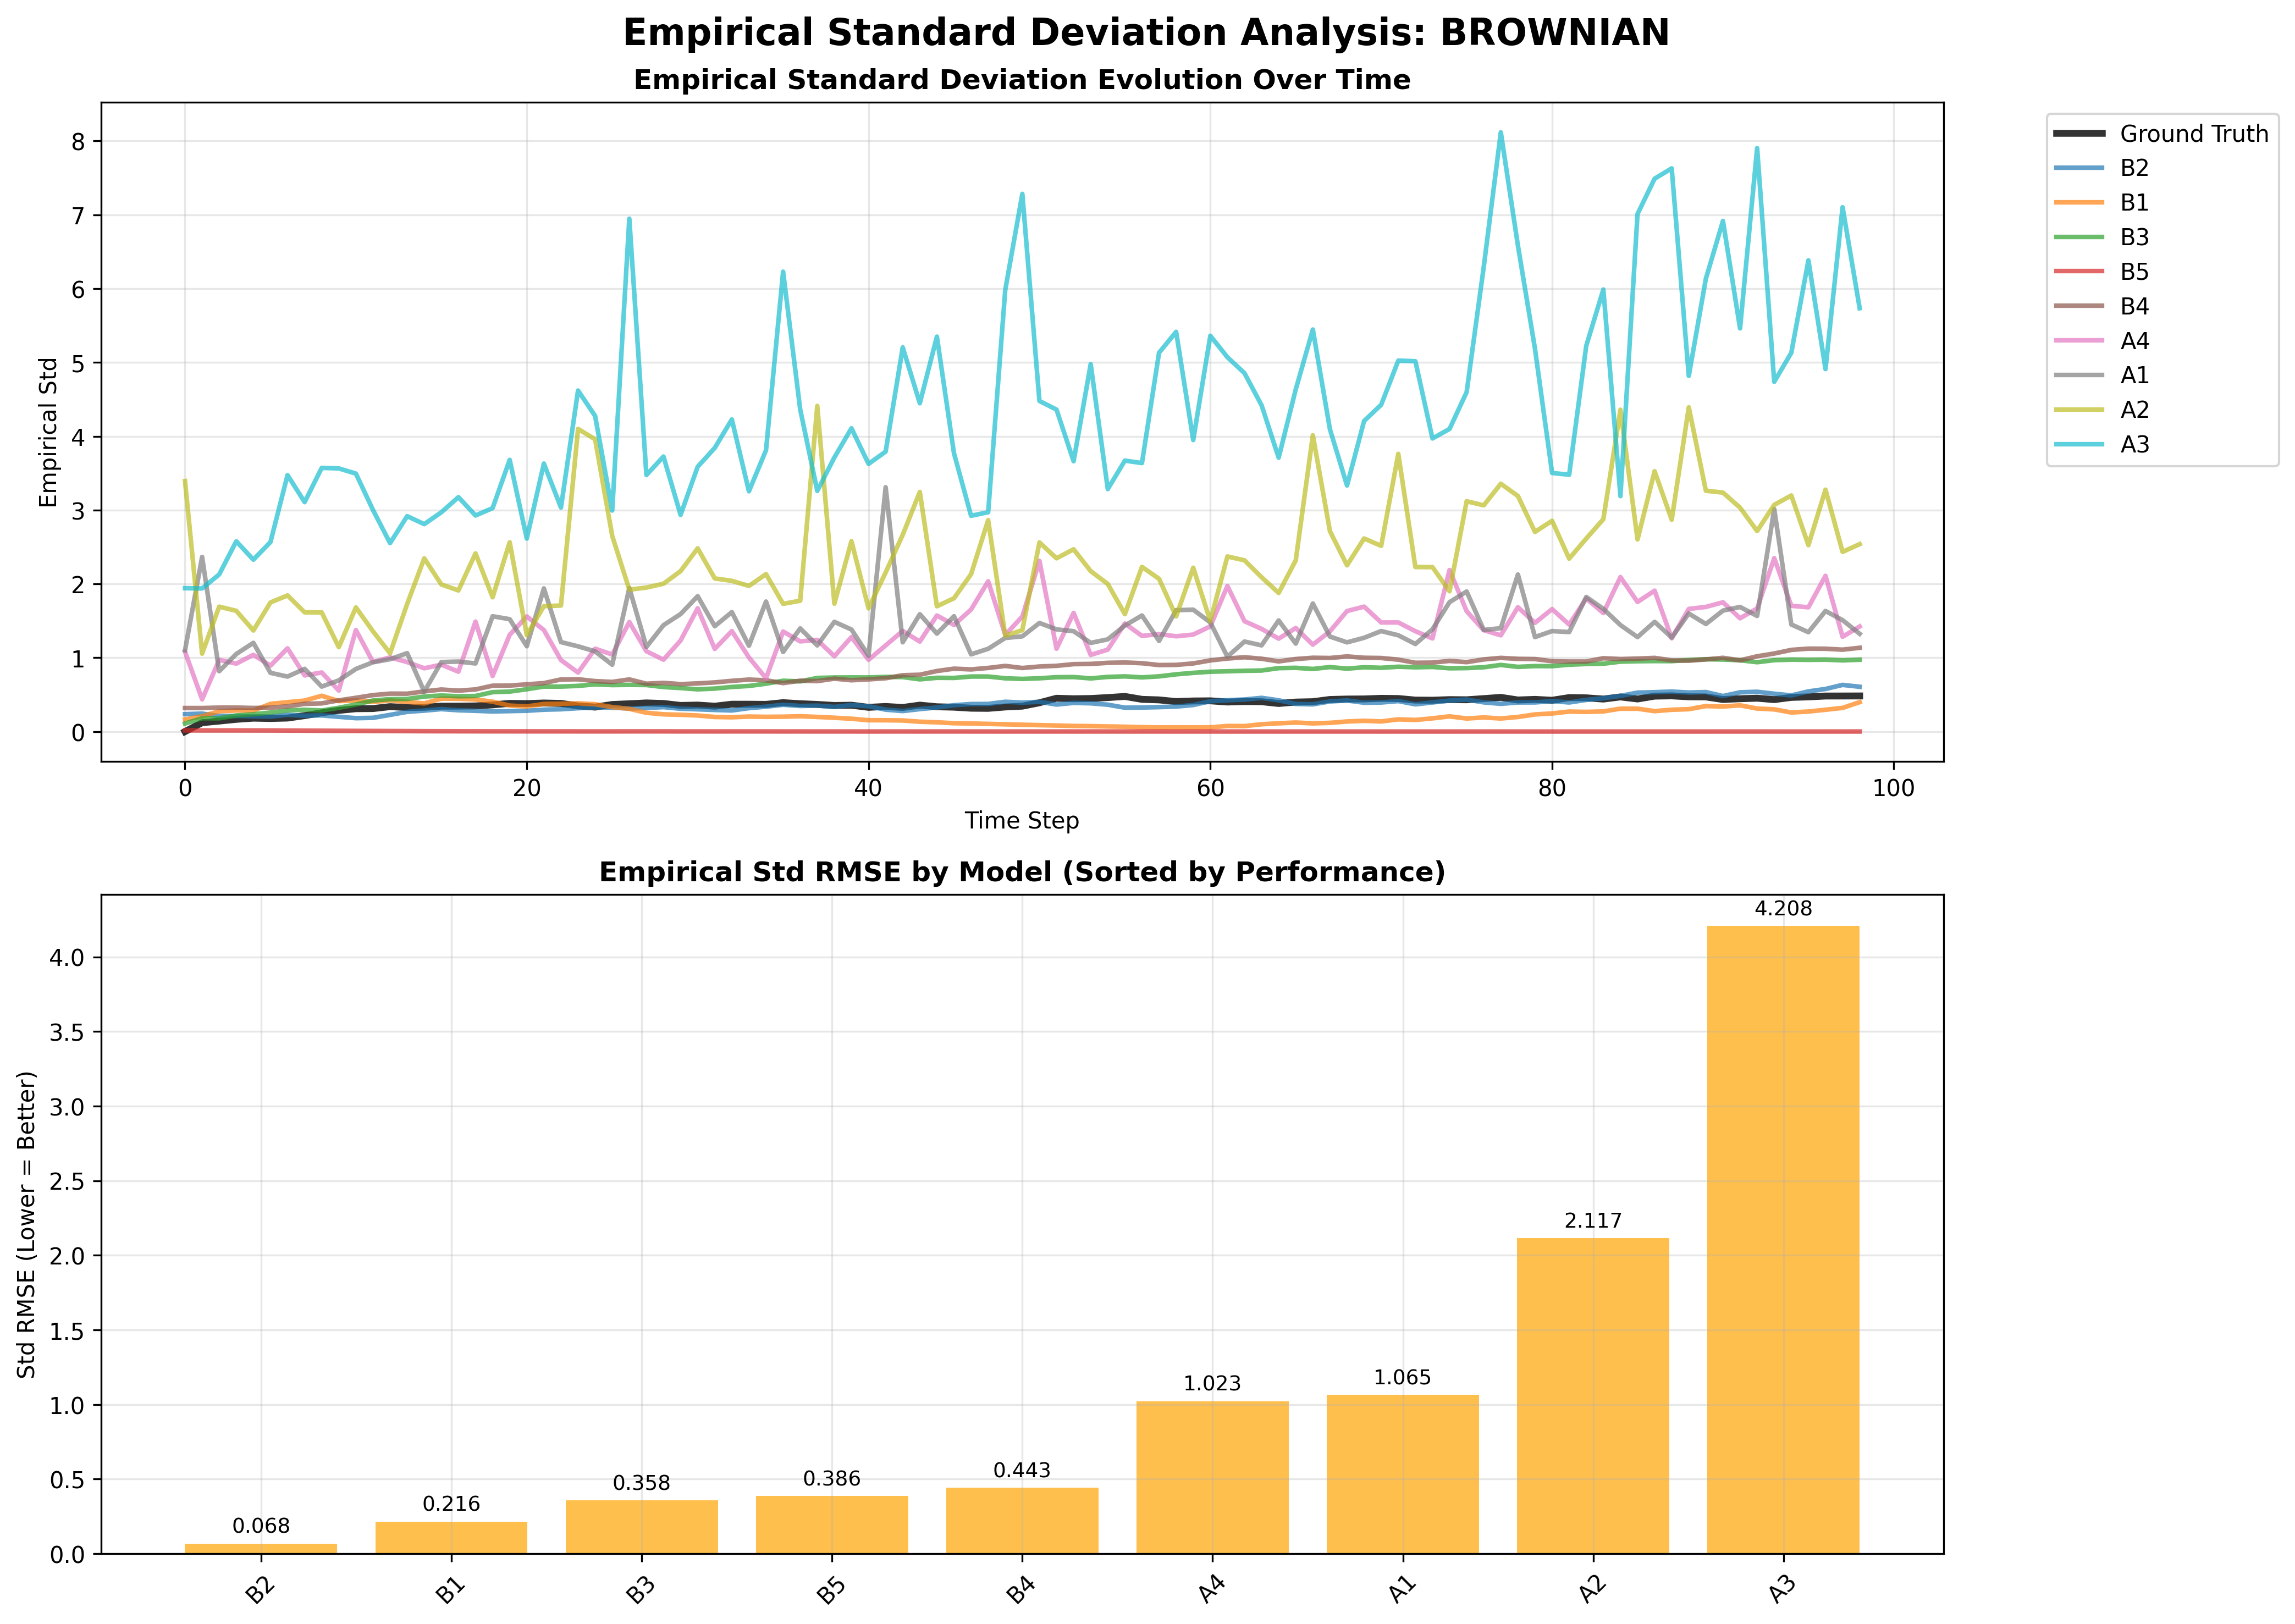 Empirical Standard Deviation Analysis: BROWNIAN
Empirical Standard Deviation Evolution Over Time
Empirical Std
8
7
6
5
4
3
2
1
0
0 20 40 60 80 100
Time Step
Ground Truth
B2
B1
B3
B5
B4
A4
A1
A2
A3
Empirical Std RMSE by Model (Sorted by Performance)
Std RMSE (Lower = Better)
4.0
3.5
3.0
2.5
2.0
1.5
1.0
0.5
0.0
0.068
0.216
0.358
0.386
0.443
1.023
1.065
2.117
4.208
B2 B1 B3 B5 B4 A4 A1 A2 A3